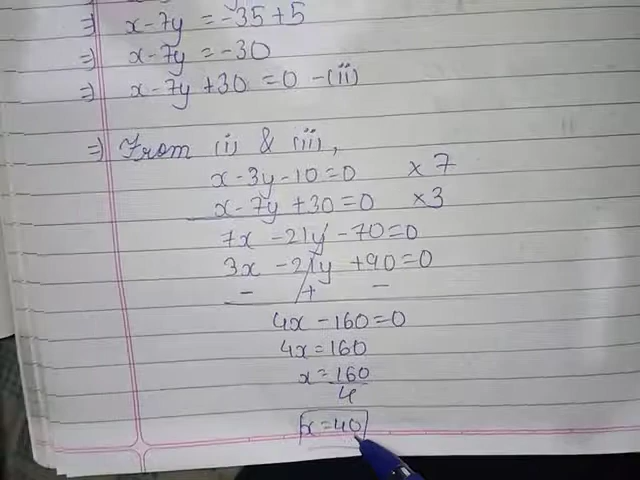 ⇒ x-7y = -35+5
⇒ x-7y = -30
⇒ x-7y +30 = 0 -(ii)
⇒ From (i) & (ii),
x-3y-10=0 ×7
x-7y+30=0 ×3
7x -21y -70=0
3x -21y +90=0
- + -
4x -160=0
4x=160
x=160
4
x=40